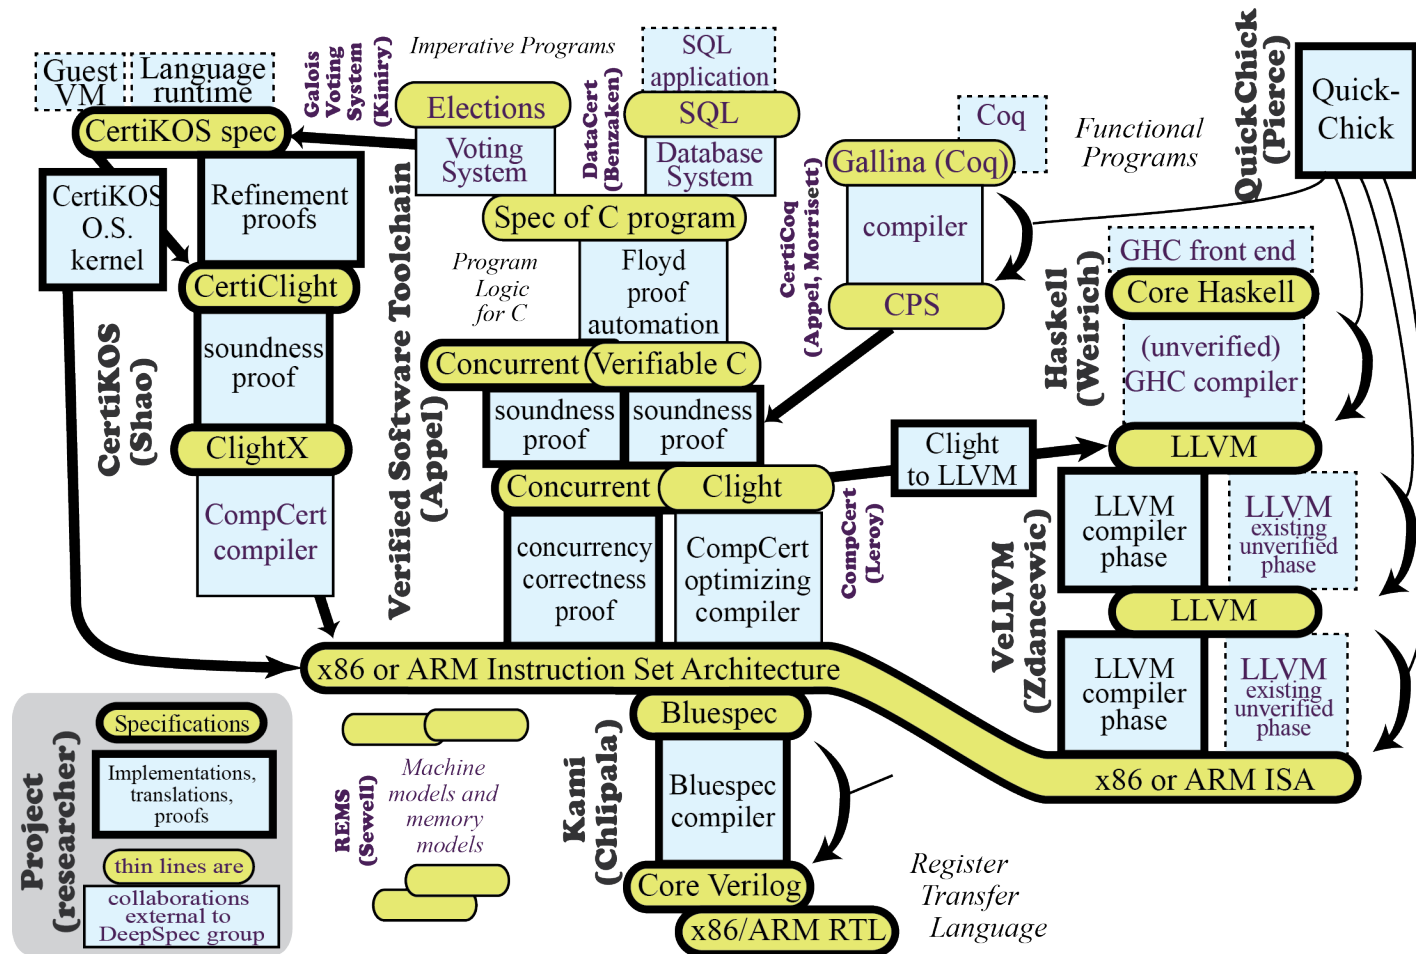 Guest
VM
Language
runtime
CertiKOS spec
CertiKOS
O.S.
kernel
Refinement
proofs
CertiClight
soundness
proof
ClightX
CompCert
compiler
CertiKOS
(Shao)
Galois
Voting
System
(Kiniry)
Imperative Programs
Elections
Voting
System
DataCert
(Benzaken)
SQL
application
SQL
Database
System
Spec of C program
Program
Logic
for C
Floyd
proof
automation
Verified Software Toolchain
(Appel)
Concurrent
Verifiable C
soundness
proof
soundness
proof
Concurrent
Clight
concurrency
correctness
proof
CompCert
optimizing
compiler
CompCert
(Leroy)
Coq
Gallina (Coq)
compiler
CPS
CertiCoq
(Appel, Morrisett)
Functional
Programs
QuickChick
(Pierce)
Quick-
Chick
GHC front end
Core Haskell
(unverified)
GHC compiler
Haskell
(Weirich)
Clight
to LLVM
LLVM
LLVM
compiler
phase
LLVM
existing
unverified
phase
LLVM
LLVM
compiler
phase
LLVM
existing
unverified
phase
VeLLVM
(Zdancewic)
x86 or ARM Instruction Set Architecture
x86 or ARM ISA
Bluespec
Bluespec
compiler
Core Verilog
x86/ARM RTL
Kami
(Chlipala)
Register
Transfer
Language
REMS
(Sewell)
Machine
models and
memory
models
Project
(researcher)
Specifications
Implementations,
translations,
proofs
thin lines are
collaborations
external to
DeepSpec group